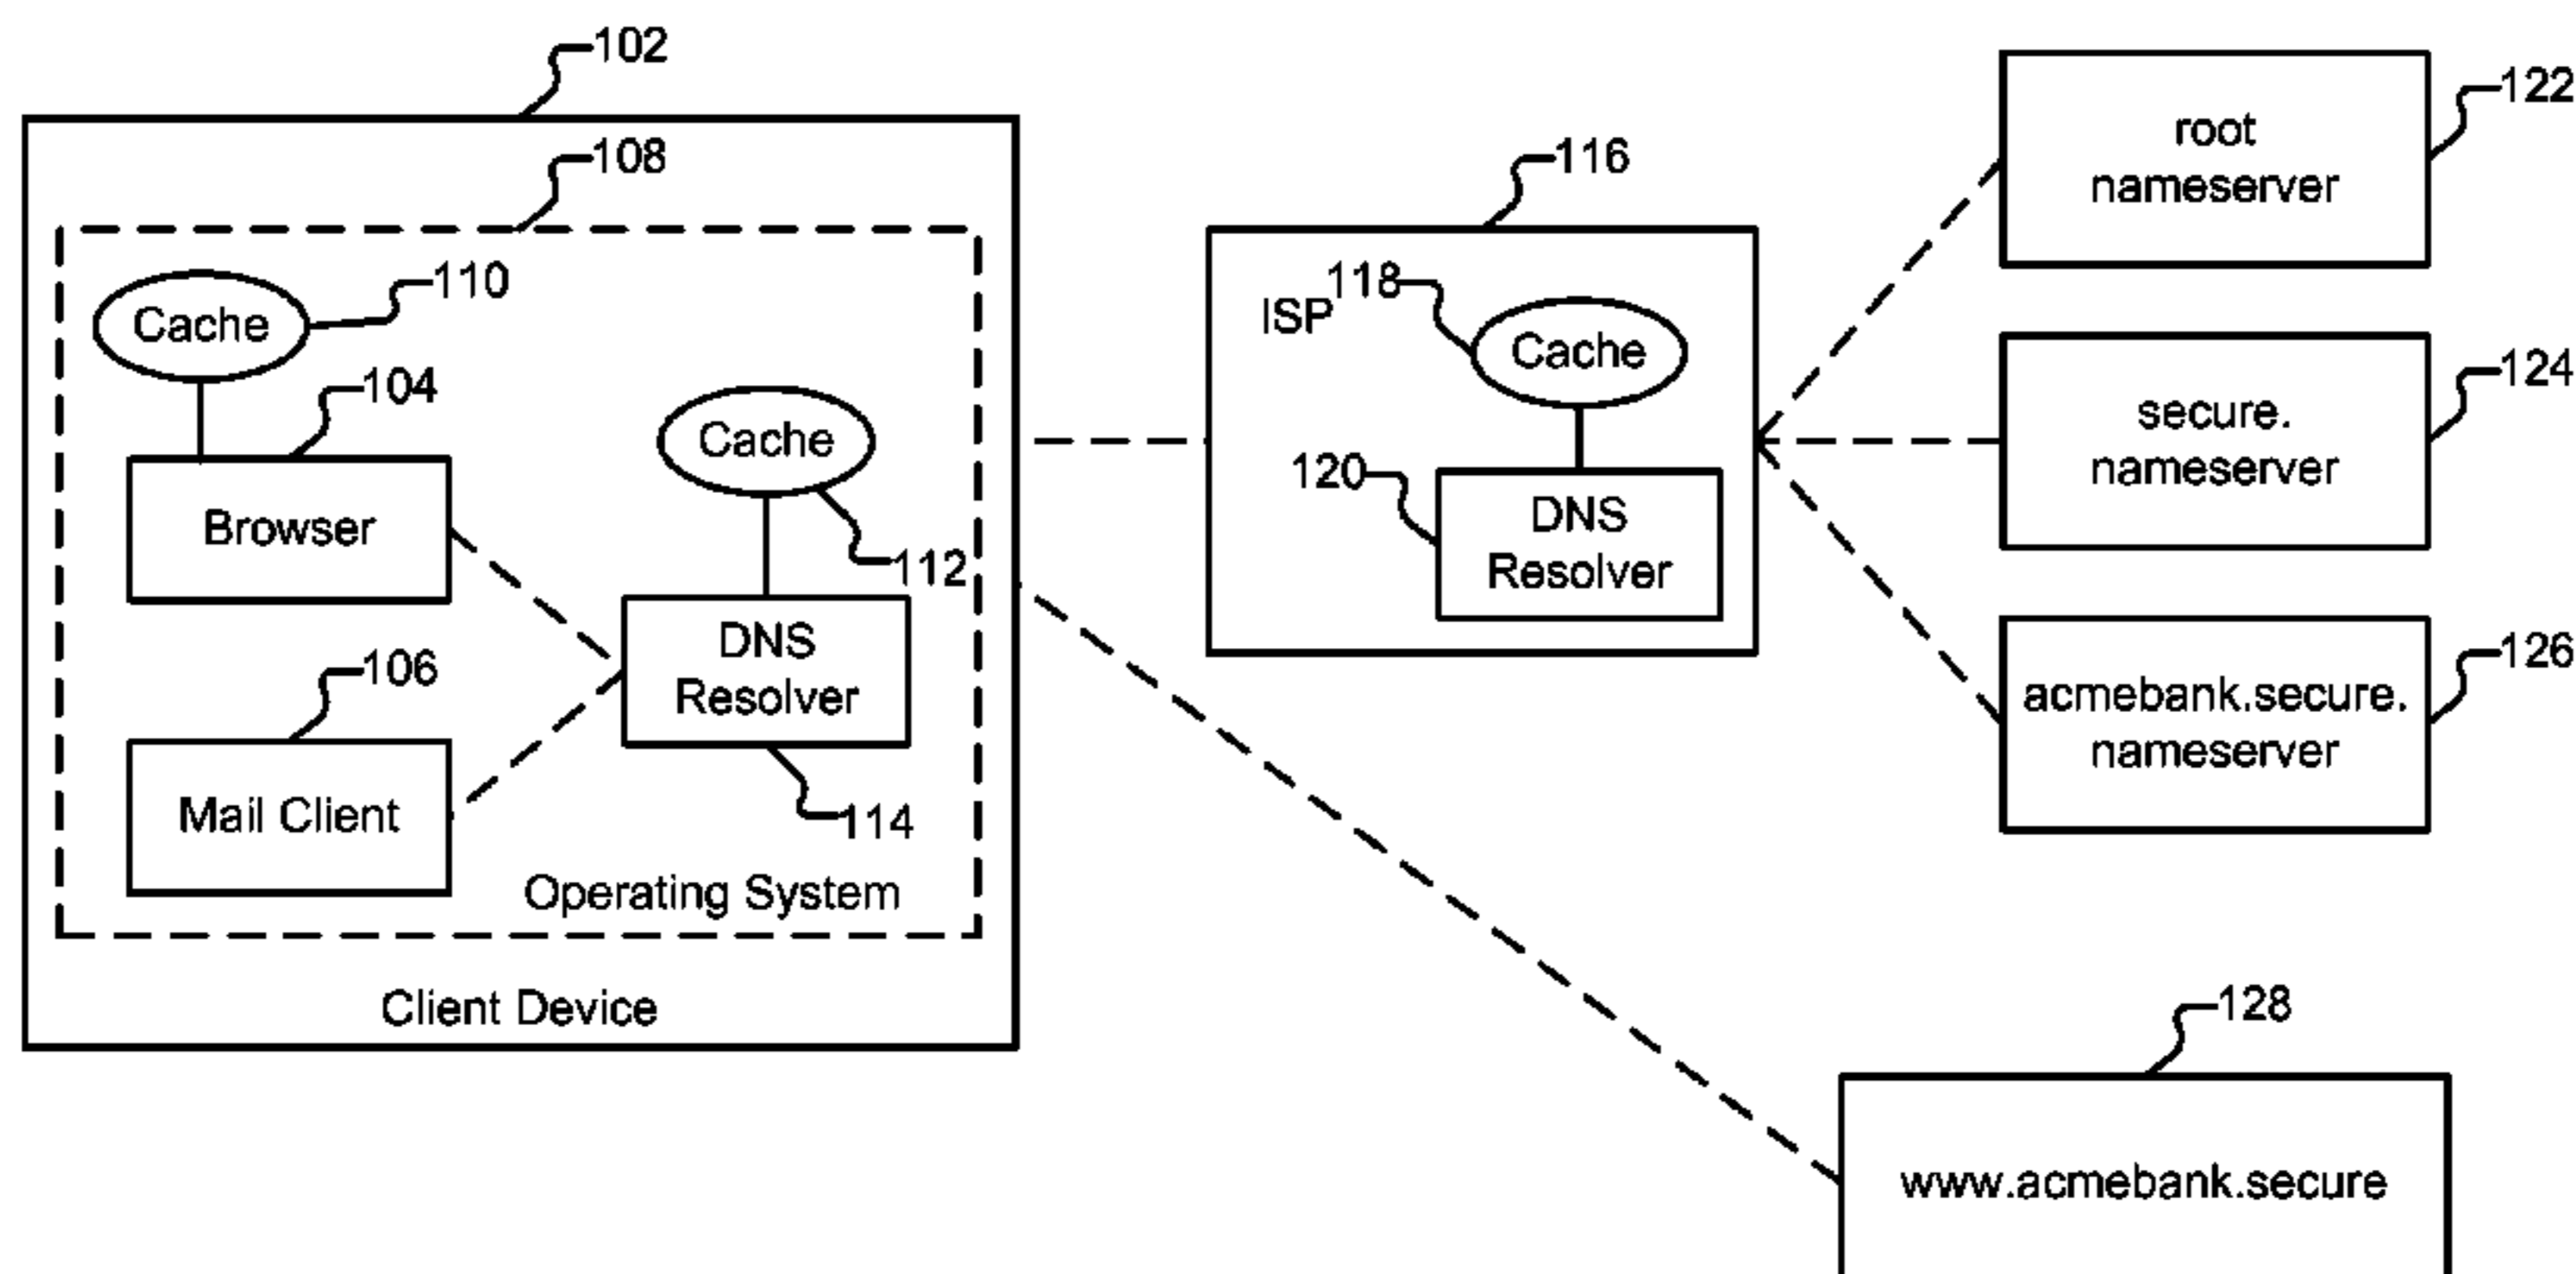 102
108
110
Cache
104
Cache
Browser
112
DNS
Resolver
106
Mail Client
114
Operating System
Client Device
116
ISP
118
Cache
120
DNS
Resolver
root
nameserver
122
secure.
nameserver
124
acmebank.secure.
nameserver
126
128
www.acmebank.secure